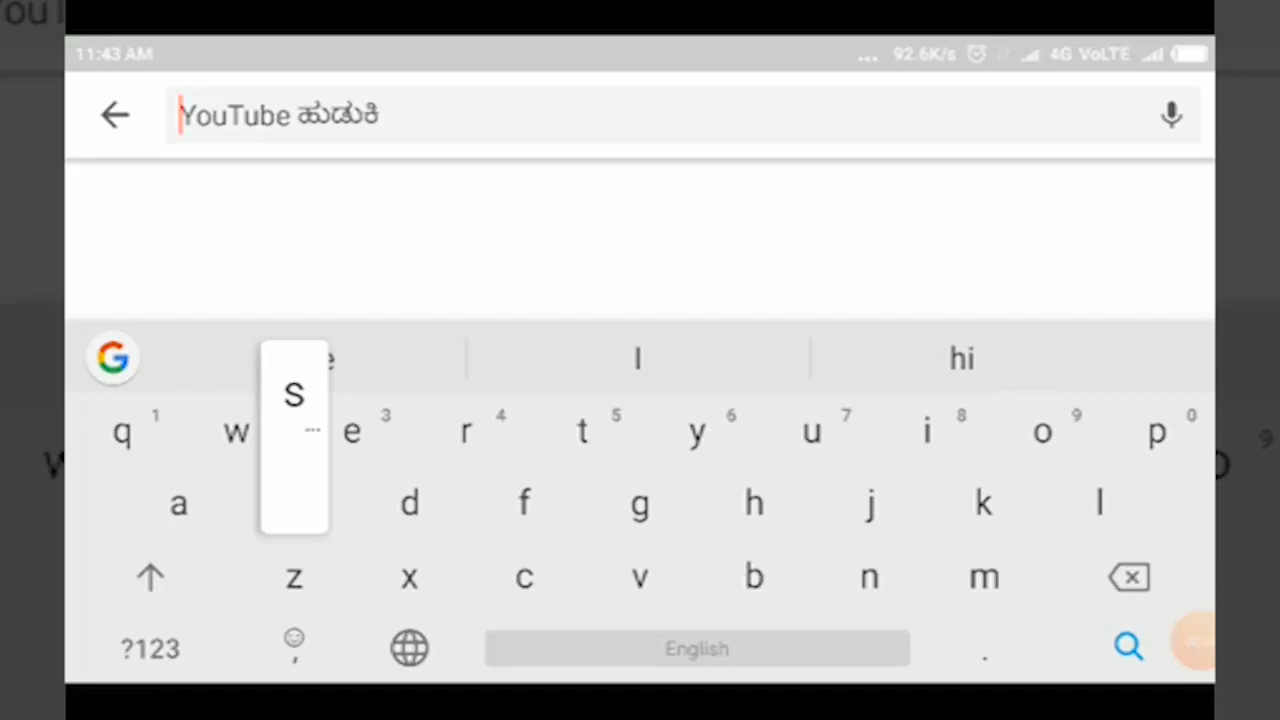 11:43 AM ... 92.6K/s 4G VoLTE
YouTube ಹುಡುಕಿ
I hi
q 1 w e 3 r 4 t 5 y 6 u 7 i 8 o 9 p 0
a S d f g h j k l
z x c v b n m
?123 , English .